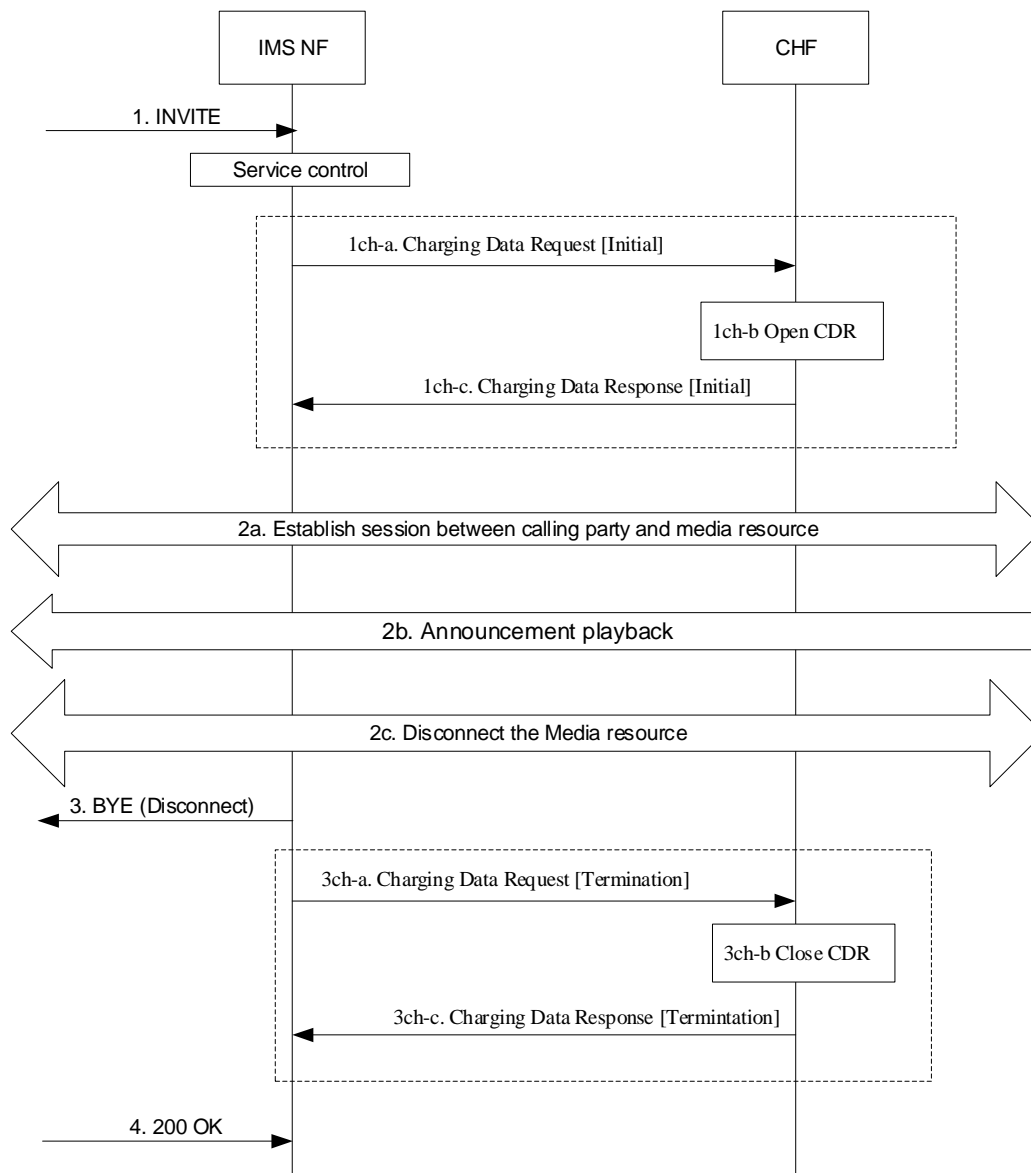 IMS NF
CHF
1. INVITE
Service control
1ch-a. Charging Data Request [Initial]
1ch-b Open CDR
1ch-c. Charging Data Response [Initial]
2a. Establish session between calling party and media resource
2b. Announcement playback
2c. Disconnect the Media resource
3. BYE (Disconnect)
3ch-a. Charging Data Request [Termination]
3ch-b Close CDR
3ch-c. Charging Data Response [Termintation]
4. 200 OK